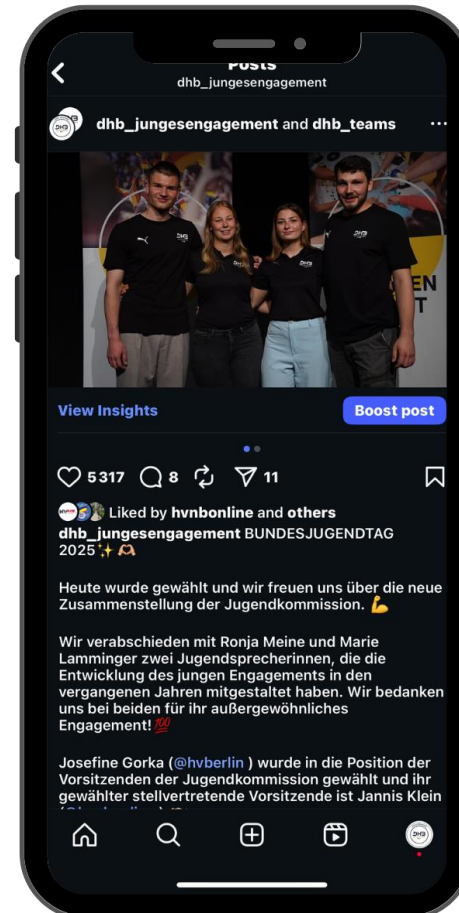 Posts
dhb_jungesengagement
dhb_jungesengagement and dhb_teams
EN
T
View Insights
Boost post
5 317 8 11
Liked by hvnbonline and others
dhb_jungesengagement BUNDESJUGENDTAG
2025✨ 🫶🏼
Heute wurde gewählt und wir freuen uns über die neue
Zusammenstellung der Jugendkommission. 💪
Wir verabschieden mit Ronja Meine und Marie
Lamminger zwei Jugendsprecherinnen, die die
Entwicklung des jungen Engagements in den
vergangenen Jahren mitgestaltet haben. Wir bedanken
uns bei beiden für ihr außergewöhnliches
Engagement!💯
Josefine Gorka (@hvberlin ) wurde in die Position der
Vorsitzenden der Jugendkommission gewählt und ihr
gewählter stellvertretende Vorsitzende ist Jannis Klein